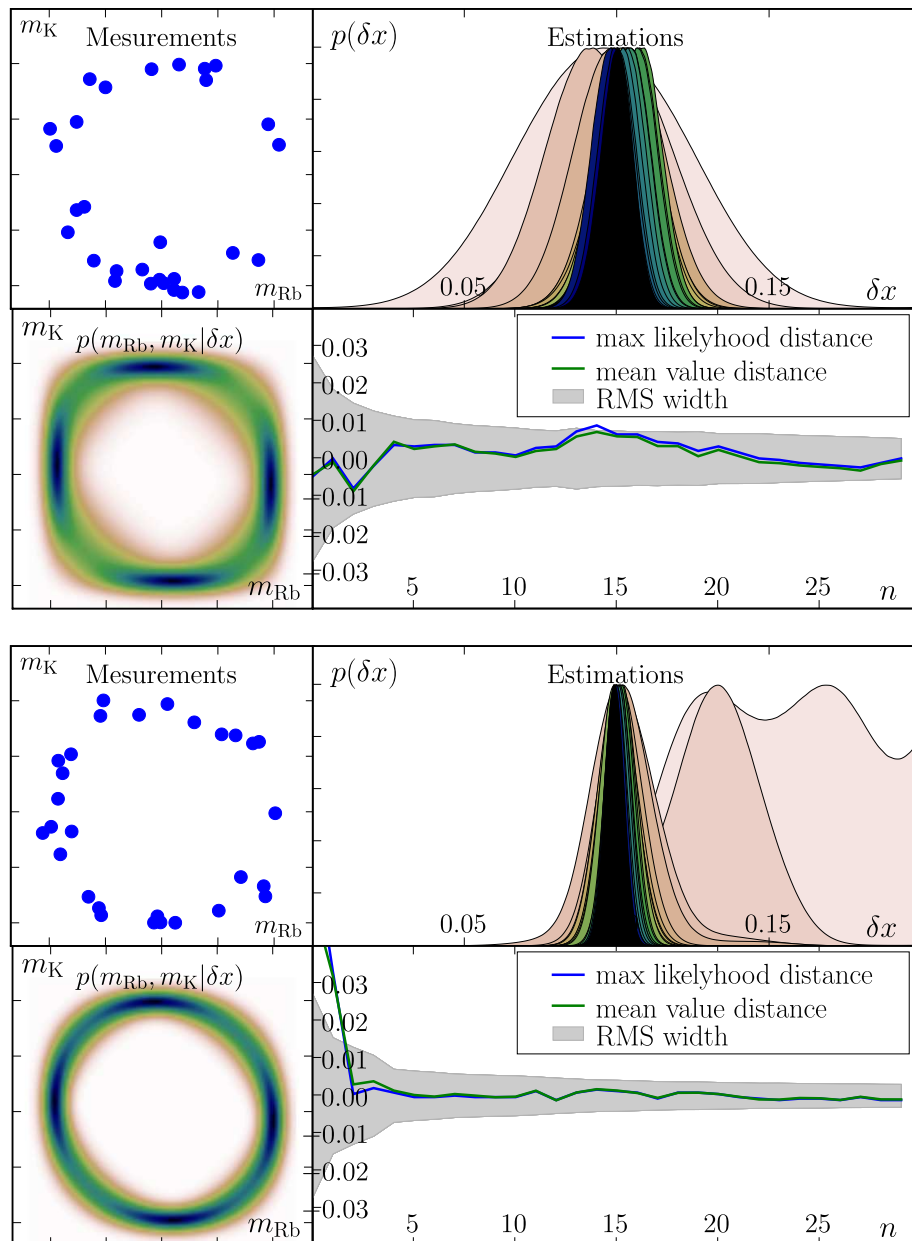 m_K
Mesurements
m_Rb
p(δx)
Estimations
0.05
0.15
δx
m_K
p(m_Rb, m_K|δx)
m_Rb
max likelyhood distance
mean value distance
RMS width
0.03
0.02
0.01
0.00
−0.01
−0.02
−0.03
5
10
15
20
25
n
m_K
Mesurements
m_Rb
p(δx)
Estimations
0.05
0.15
δx
m_K
p(m_Rb, m_K|δx)
m_Rb
max likelyhood distance
mean value distance
RMS width
0.03
0.02
0.01
0.00
−0.01
−0.02
−0.03
5
10
15
20
25
n